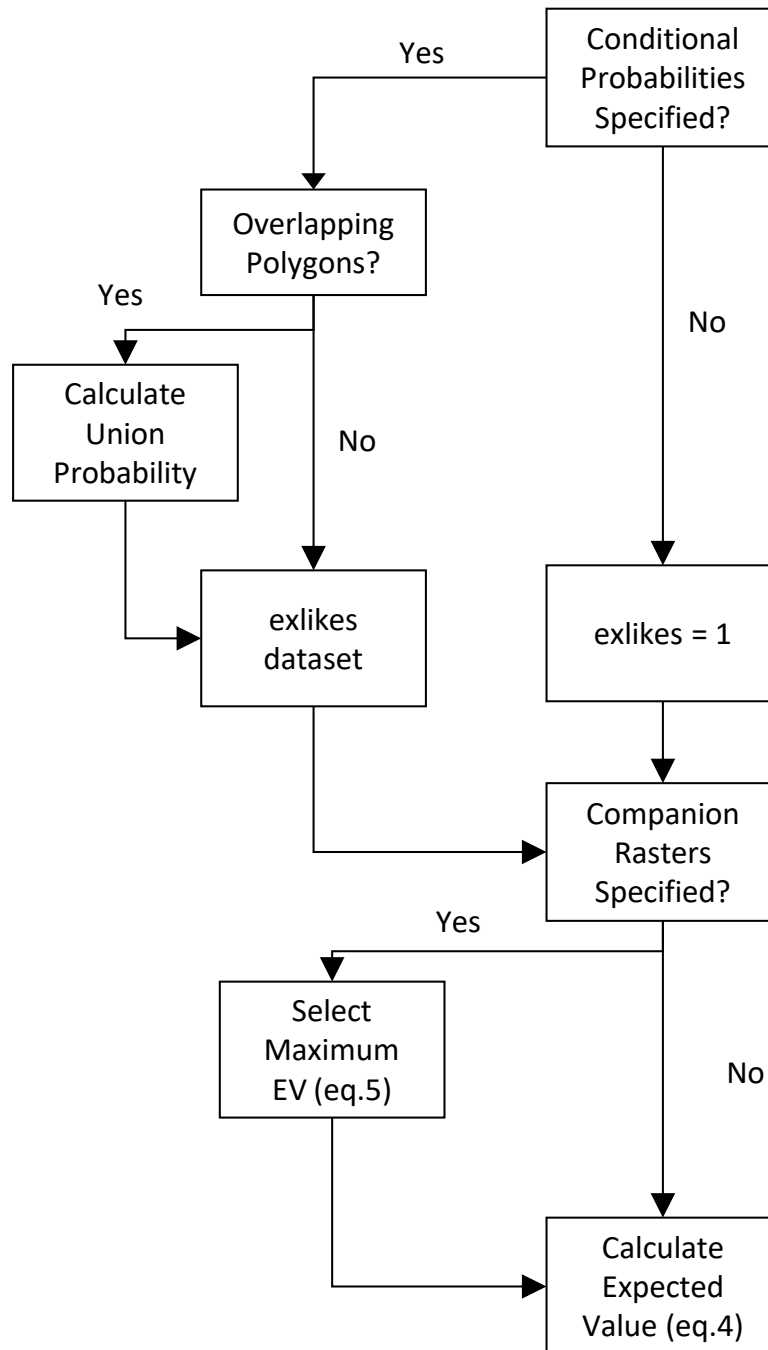 Conditional
Probabilities
Specified?
Yes
Overlapping
Polygons?
Yes
No
Calculate
Union
Probability
No
exlikes
dataset
exlikes = 1
Companion
Rasters
Specified?
Yes
Select
Maximum
EV (eq.5)
No
Calculate
Expected
Value (eq.4)